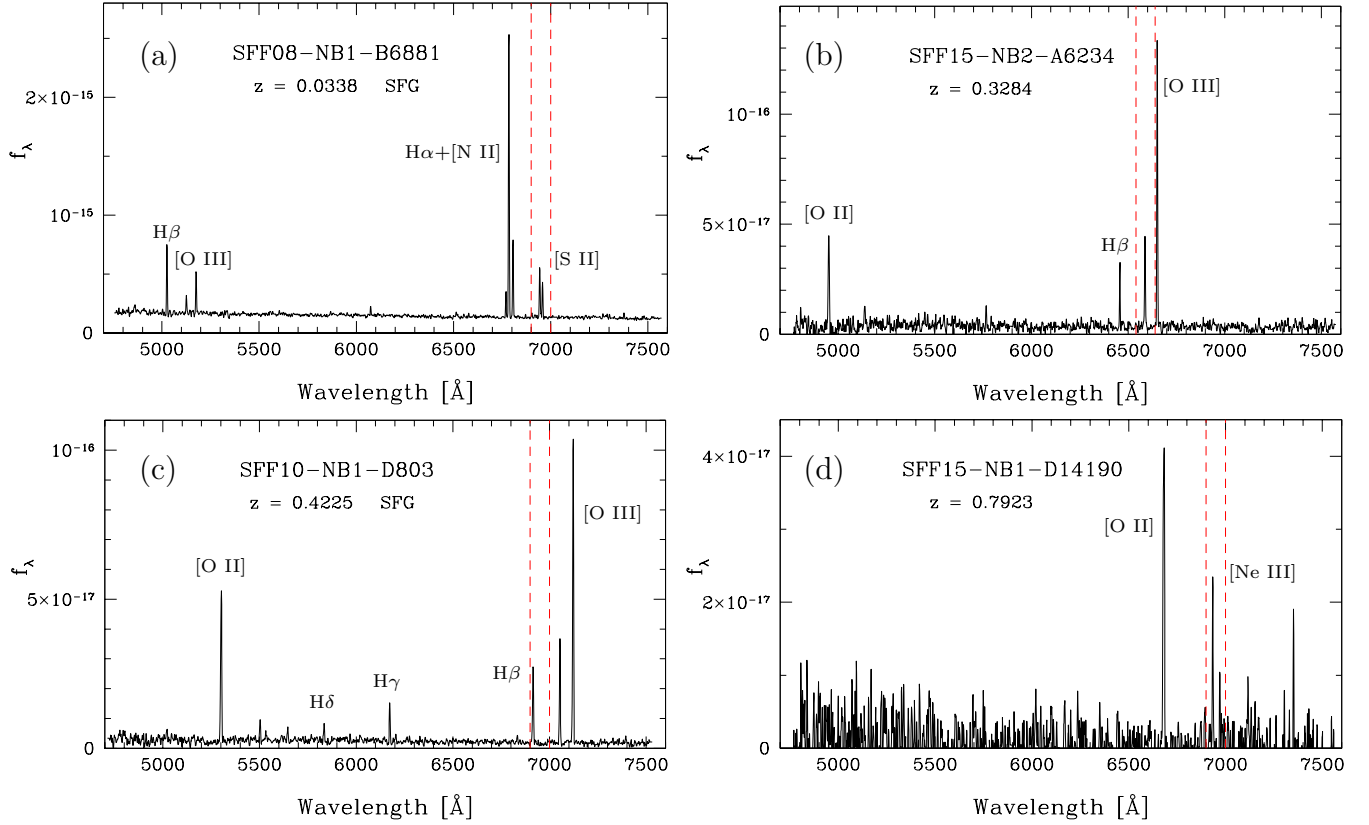 (a)
SFF08-NB1-B6881
z = 0.0338 SFG
2×10⁻¹⁵
10⁻¹⁵
0
f_λ
Hα+[N II]
Hβ
[O III]
[S II]
5000 5500 6000 6500 7000 7500
Wavelength [Å]
(b)
SFF15-NB2-A6234
z = 0.3284
10⁻¹⁶
5×10⁻¹⁷
0
f_λ
[O III]
[O II]
Hβ
5000 5500 6000 6500 7000 7500
Wavelength [Å]
(c)
SFF10-NB1-D803
z = 0.4225 SFG
10⁻¹⁶
5×10⁻¹⁷
0
f_λ
[O III]
[O II]
Hβ
Hγ
Hδ
5000 5500 6000 6500 7000 7500
Wavelength [Å]
(d)
SFF15-NB1-D14190
z = 0.7923
4×10⁻¹⁷
2×10⁻¹⁷
0
f_λ
[O II]
[Ne III]
5000 5500 6000 6500 7000 7500
Wavelength [Å]